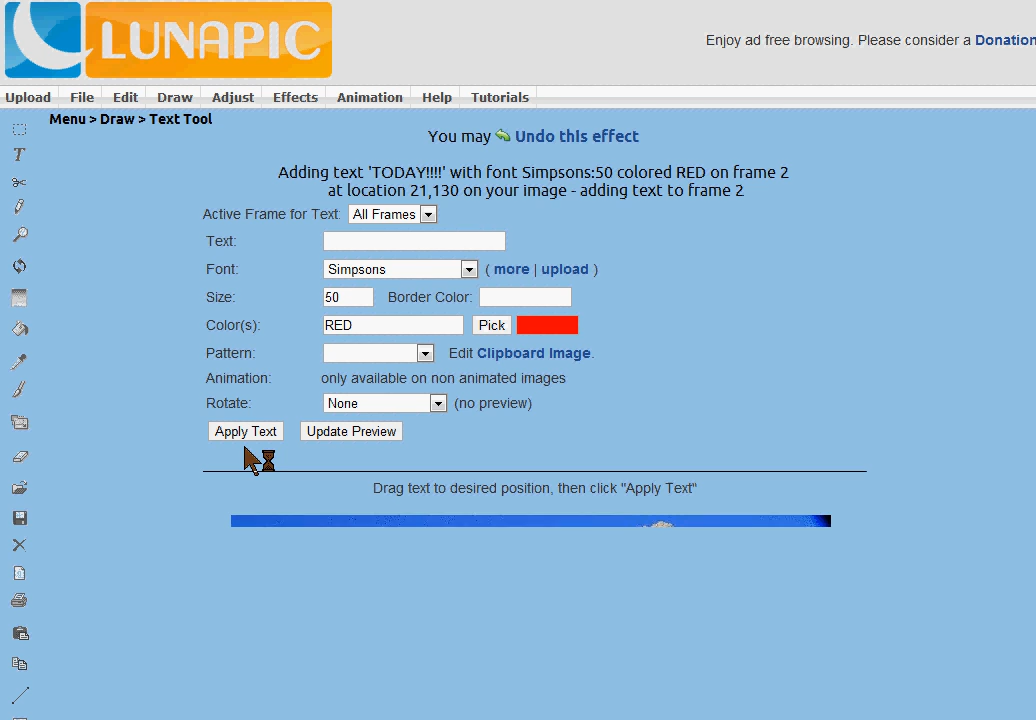 LUNAPIC
Enjoy ad free browsing. Please consider a Donation
Upload File Edit Draw Adjust Effects Animation Help Tutorials
Menu > Draw > Text Tool
You may Undo this effect
Adding text 'TODAY!!!!' with font Simpsons:50 colored RED on frame 2
at location 21,130 on your image - adding text to frame 2
Active Frame for Text: All Frames
Text:
Font: Simpsons ( more | upload )
Size: 50 Border Color:
Color(s): RED Pick
Pattern: Edit Clipboard Image.
Animation: only available on non animated images
Rotate: None (no preview)
Apply Text Update Preview
Drag text to desired position, then click "Apply Text"